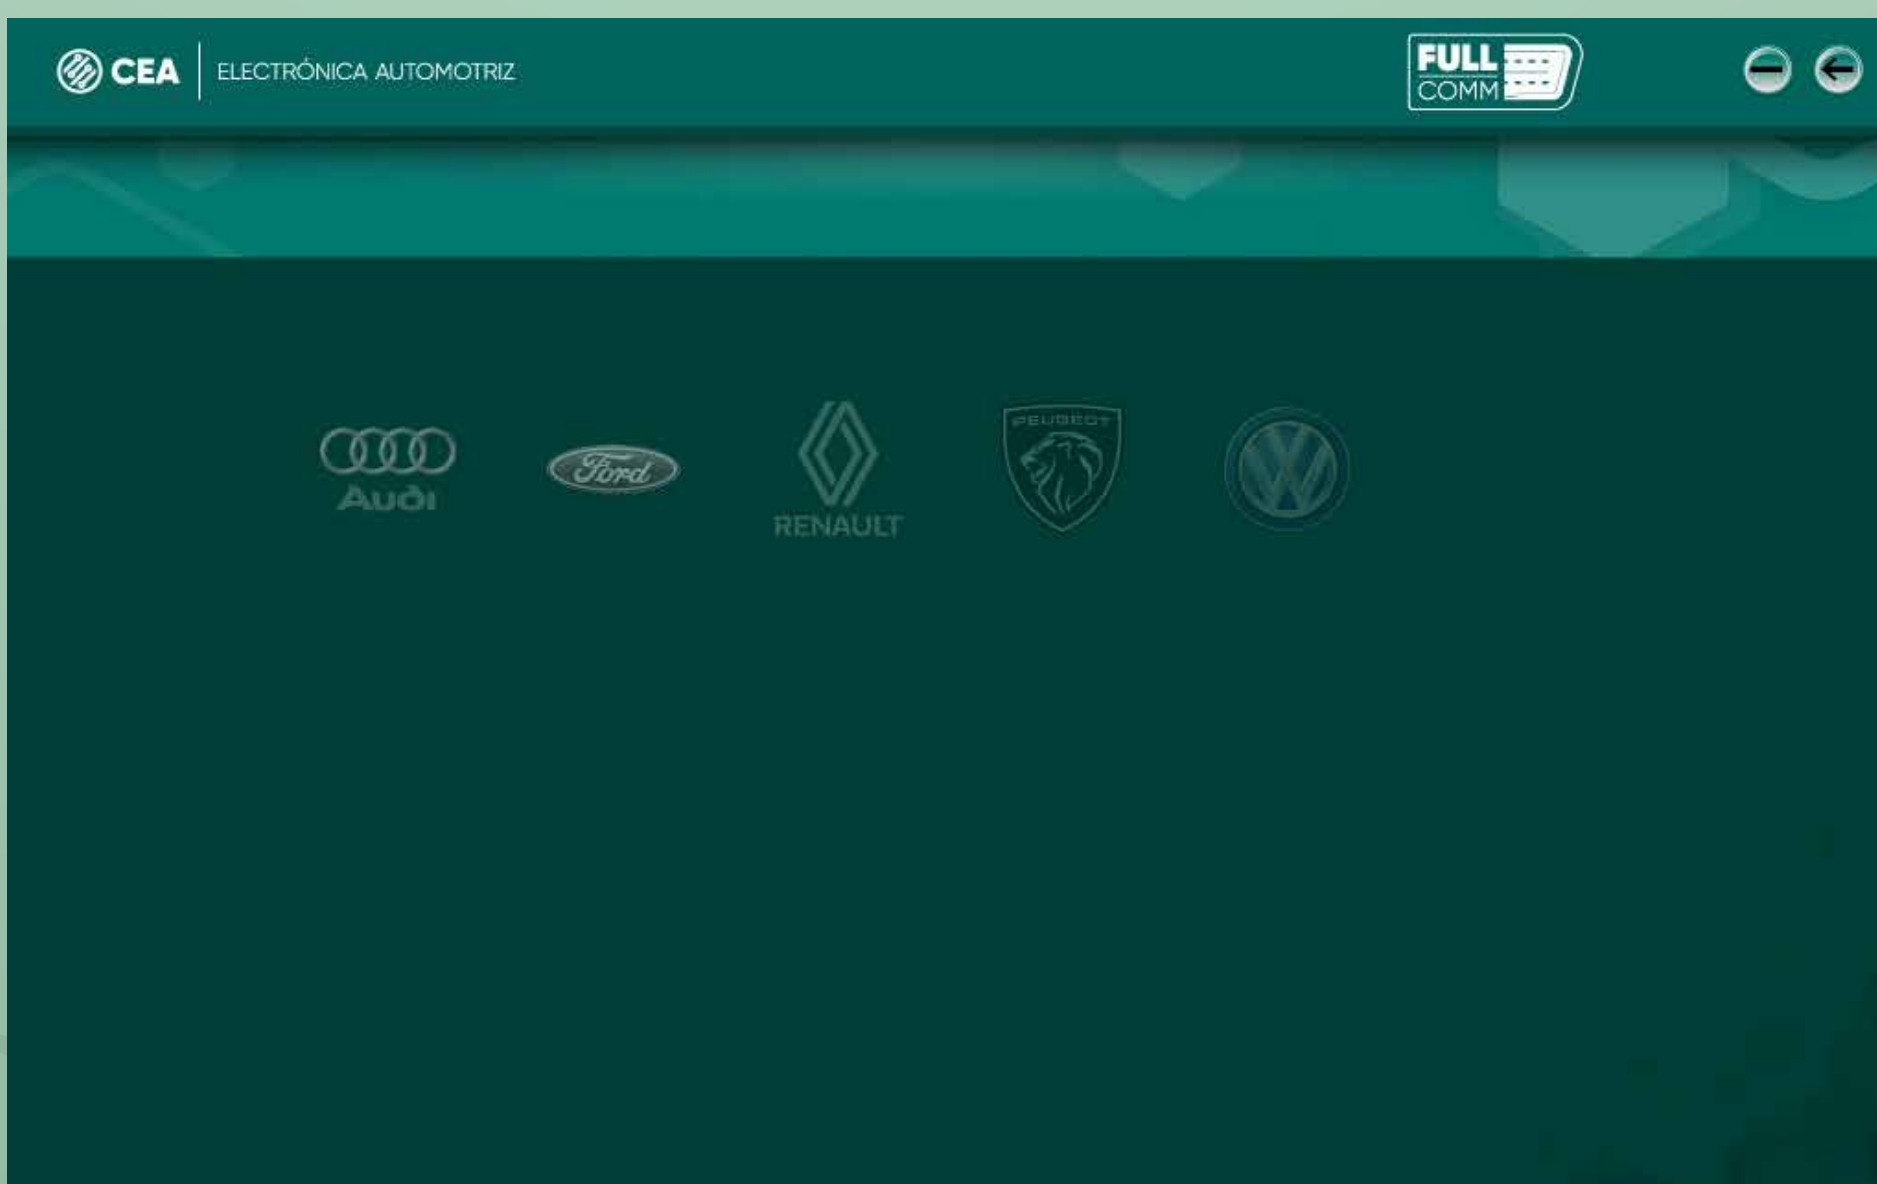 CEA
ELECTRÓNICA AUTOMOTRIZ
FULL
COMM
Audi
Ford
RENAULT
PEUGEOT